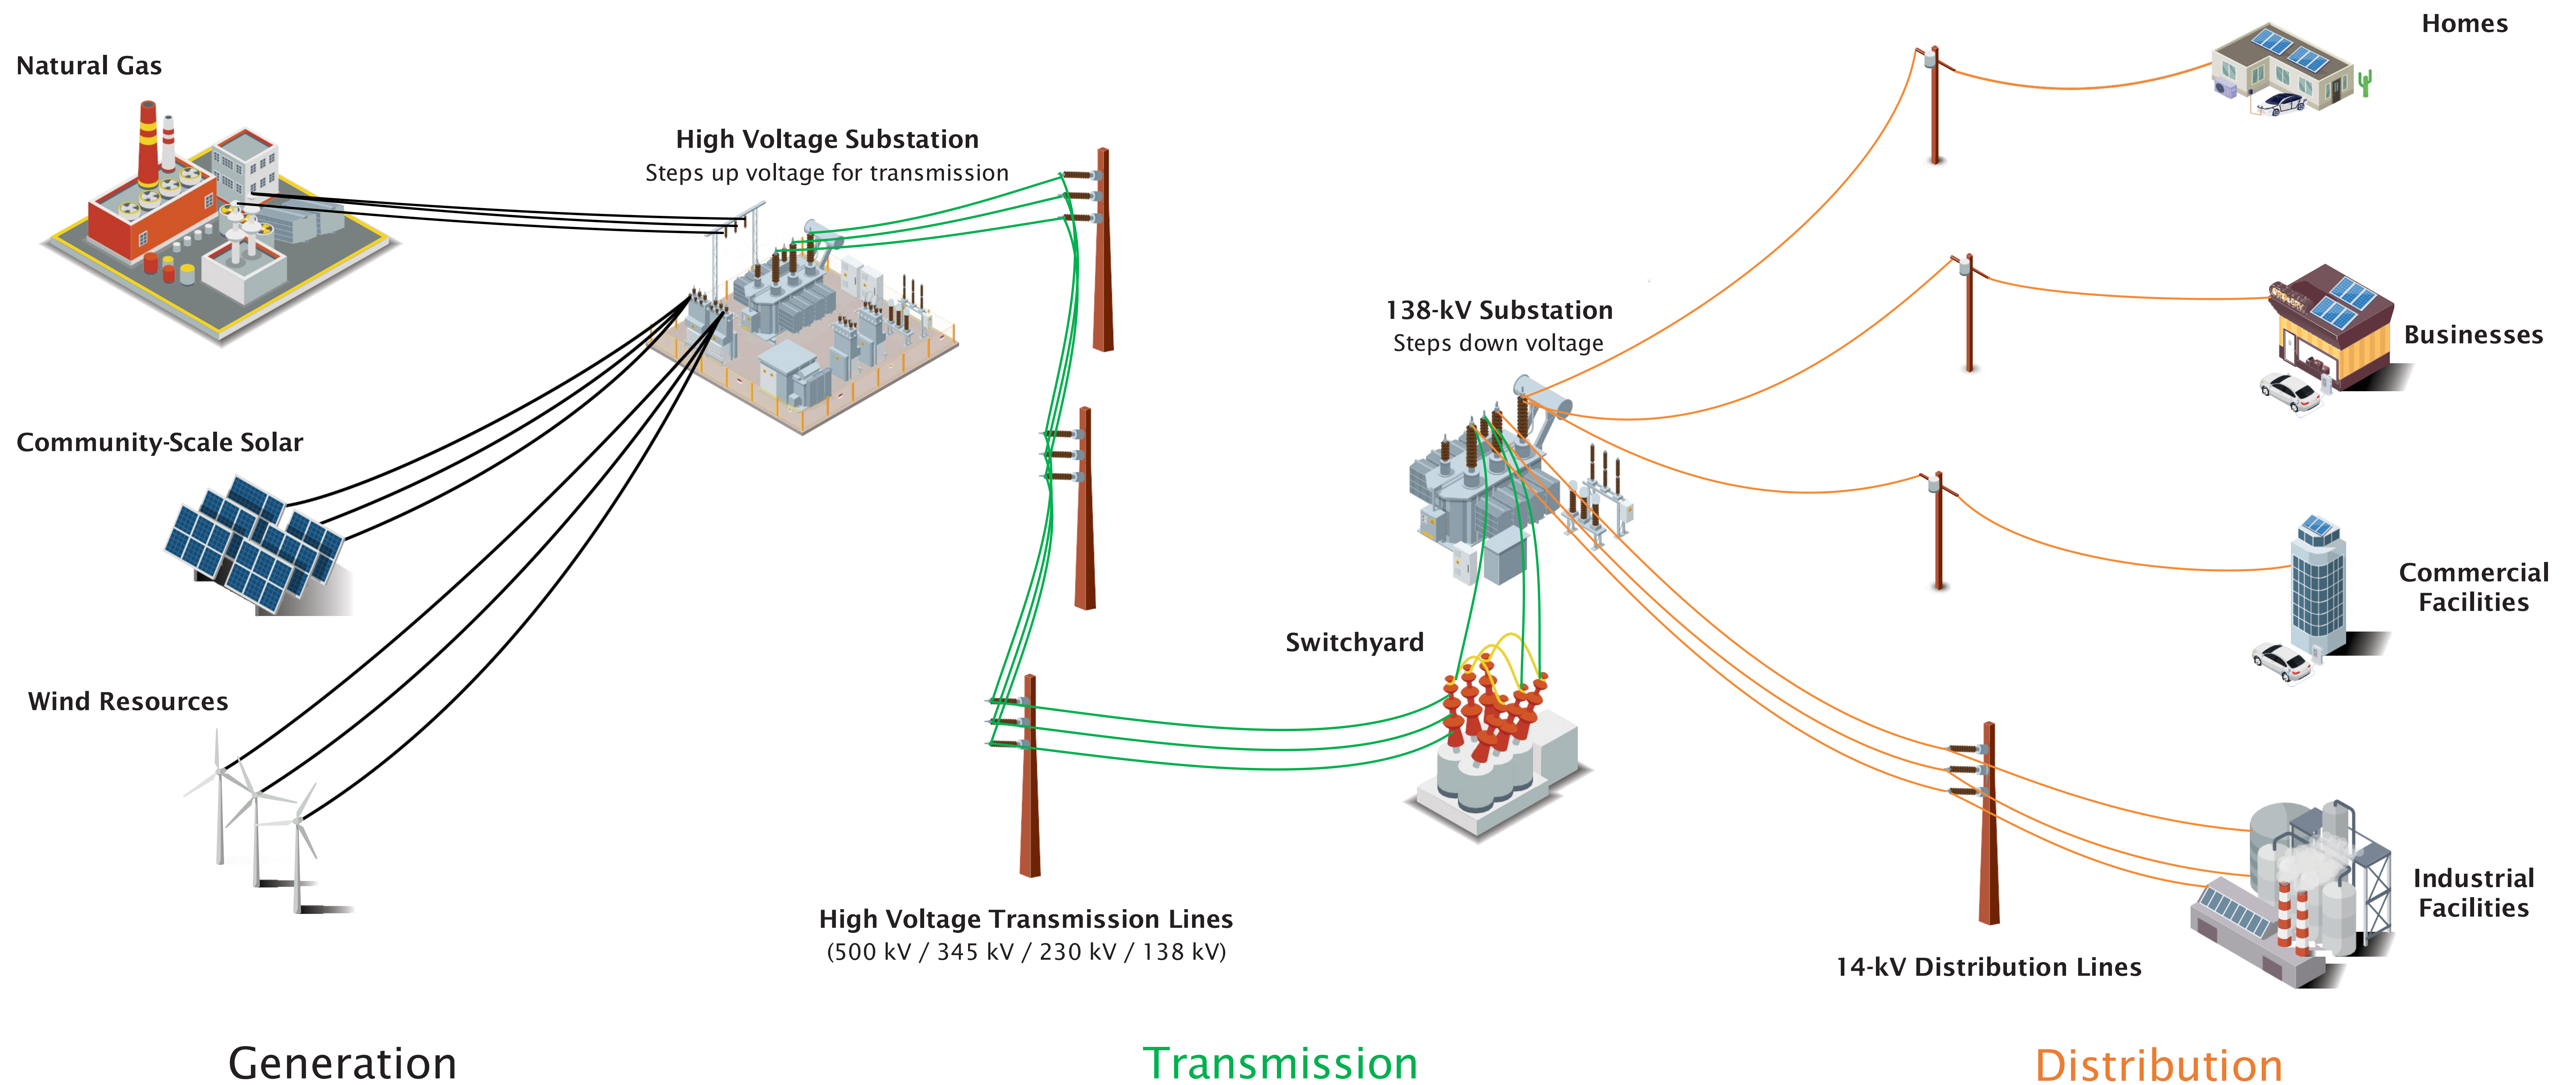 Natural Gas
High Voltage Substation
Steps up voltage for transmission
Community-Scale Solar
Wind Resources
High Voltage Transmission Lines
(500 kV / 345 kV / 230 kV / 138 kV)
138-kV Substation
Steps down voltage
Switchyard
Homes
Businesses
Commercial
Facilities
Industrial
Facilities
14-kV Distribution Lines
Generation
Transmission
Distribution